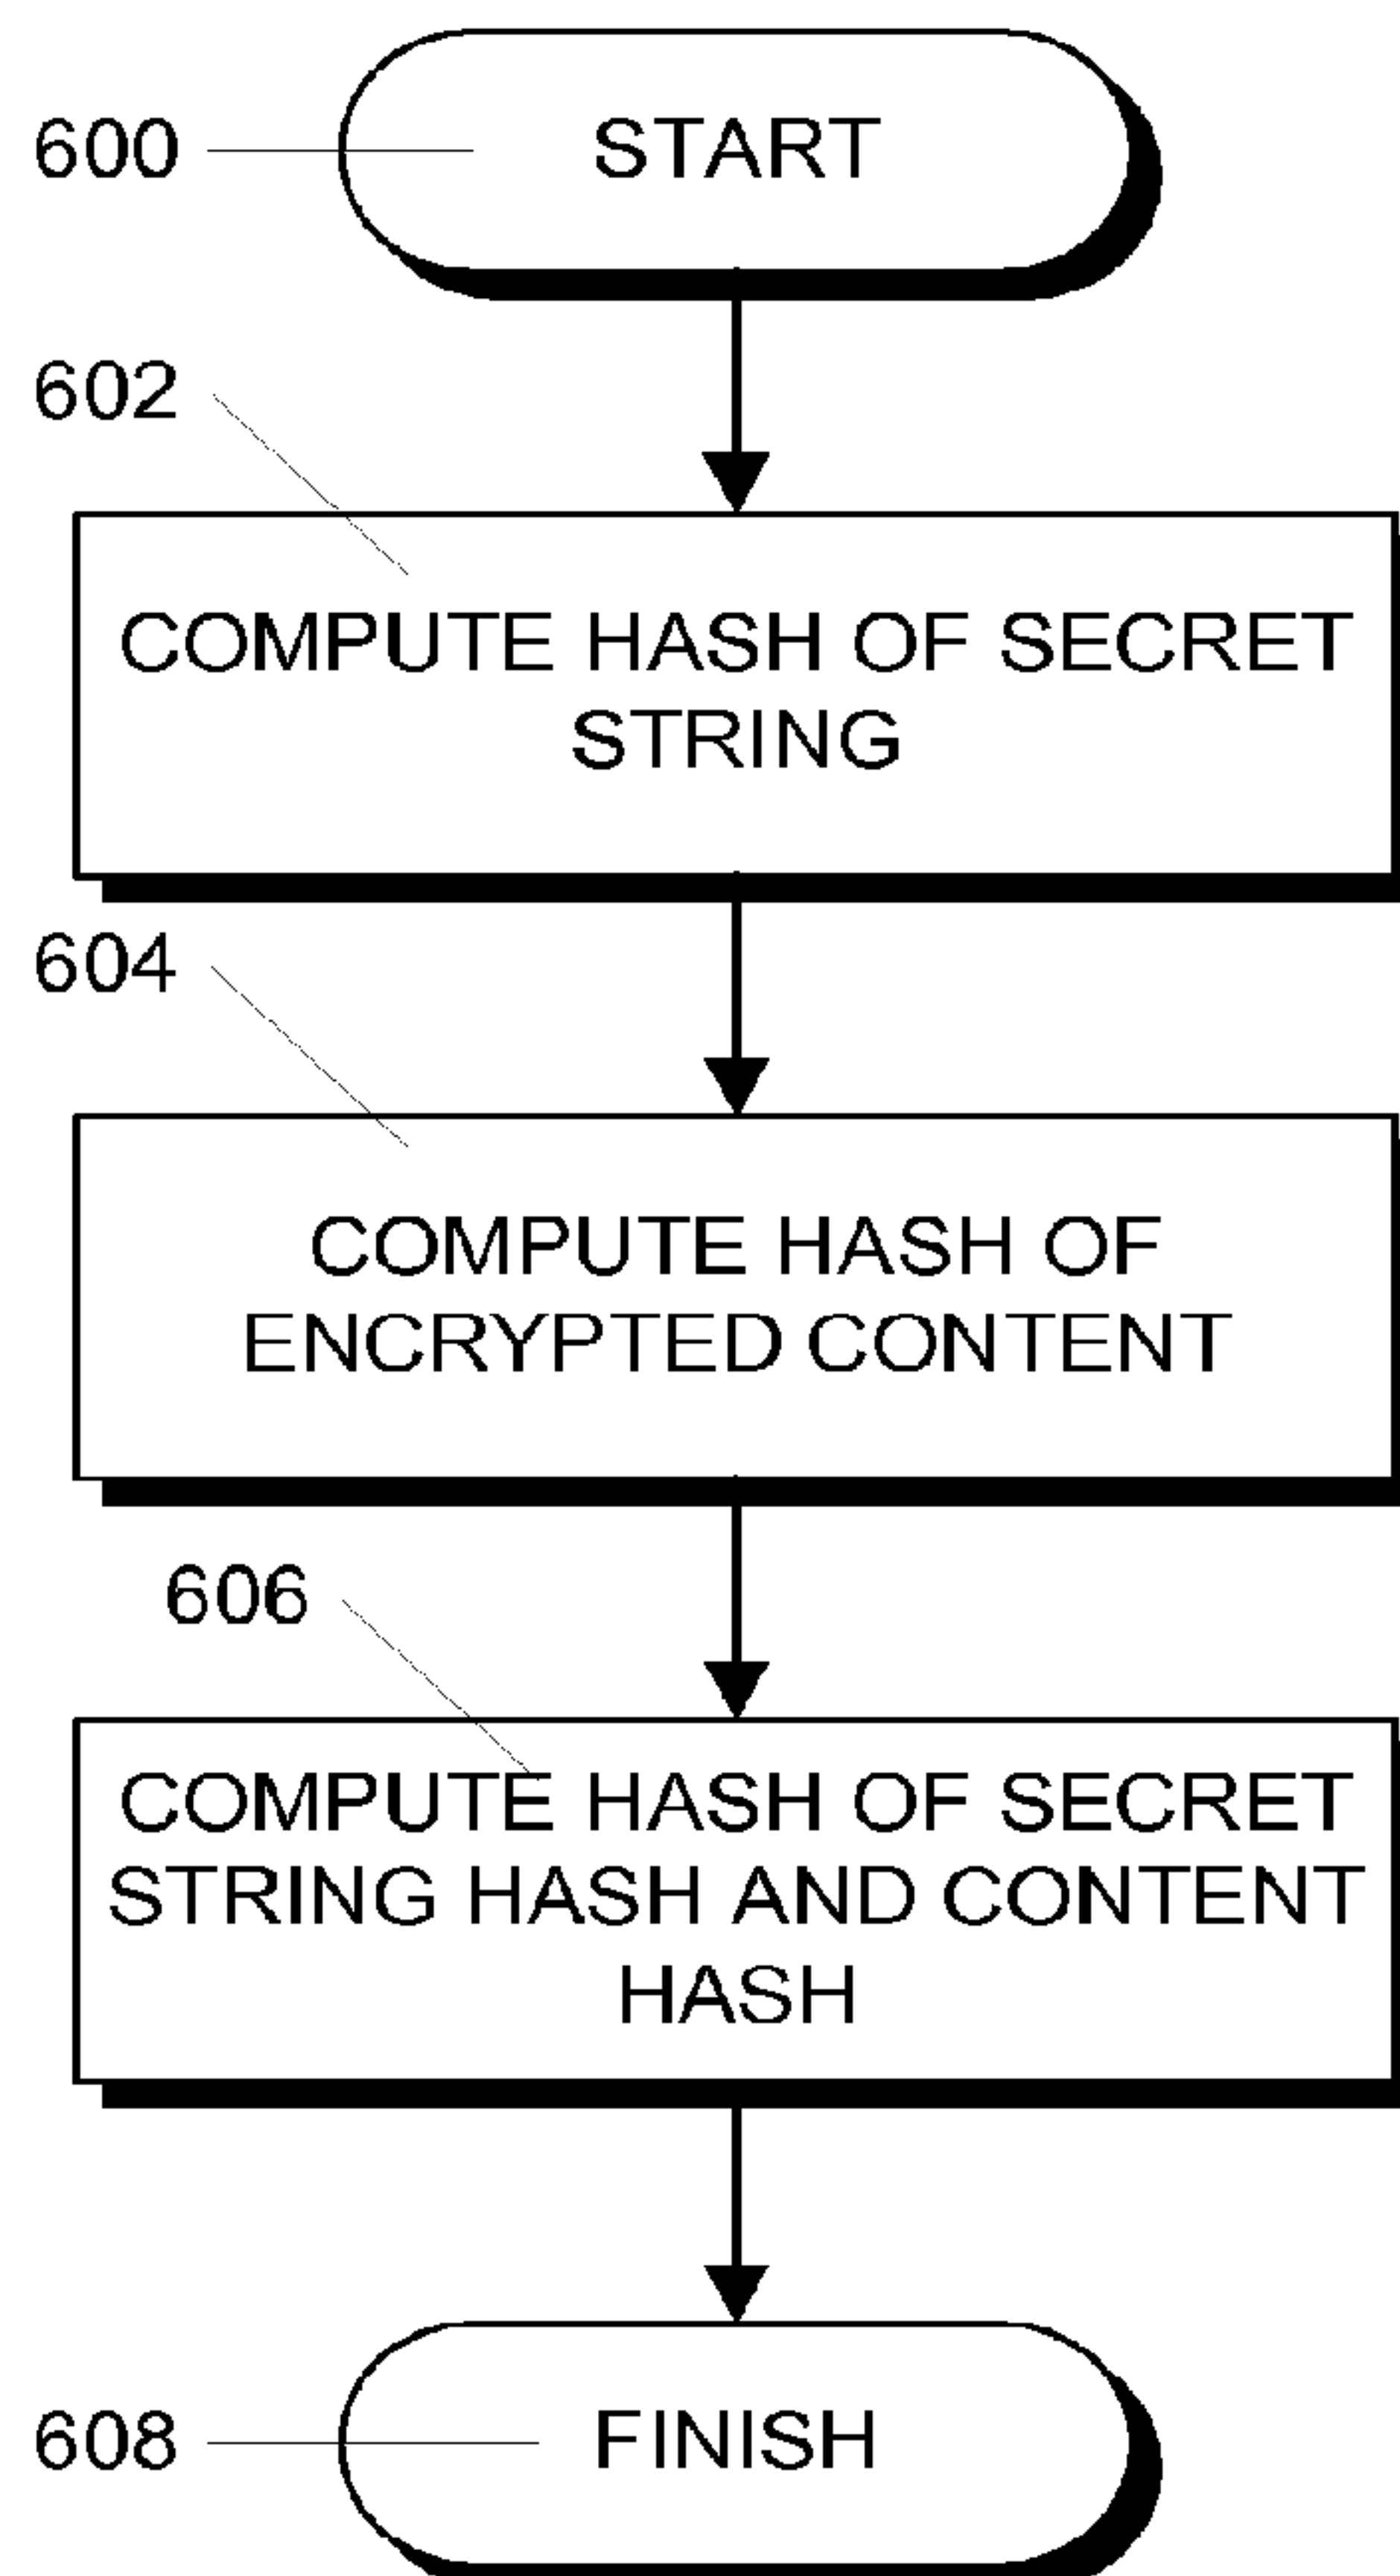 600
START
602
COMPUTE HASH OF SECRET
STRING
604
COMPUTE HASH OF
ENCRYPTED CONTENT
606
COMPUTE HASH OF SECRET
STRING HASH AND CONTENT
HASH
608
FINISH